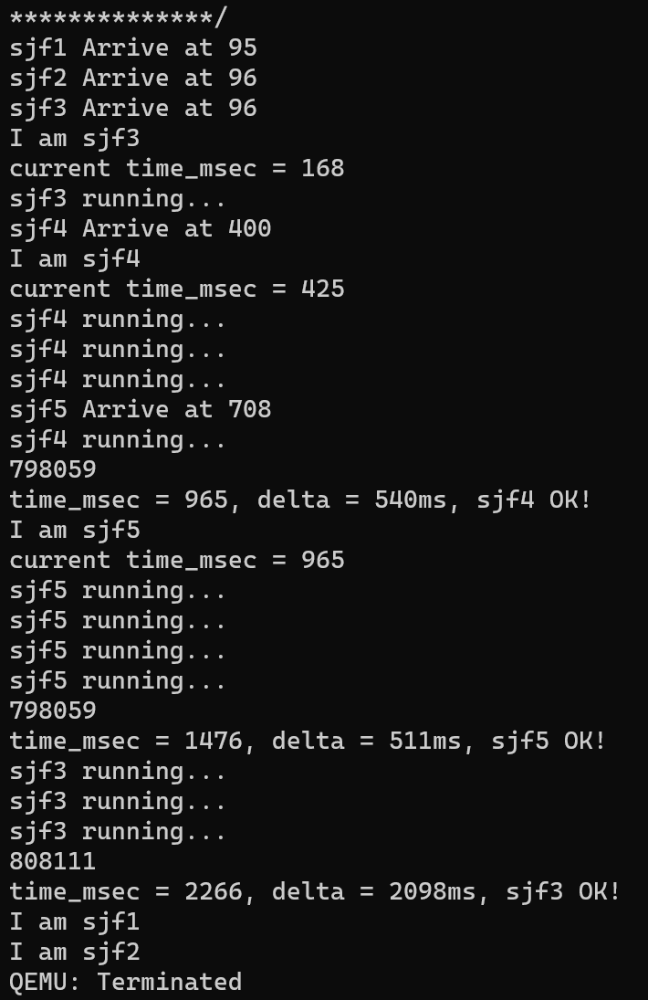 **************/
sjf1 Arrive at 95
sjf2 Arrive at 96
sjf3 Arrive at 96
I am sjf3
current time_msec = 168
sjf3 running...
sjf4 Arrive at 400
I am sjf4
current time_msec = 425
sjf4 running...
sjf4 running...
sjf4 running...
sjf5 Arrive at 708
sjf4 running...
798059
time_msec = 965, delta = 540ms, sjf4 OK!
I am sjf5
current time_msec = 965
sjf5 running...
sjf5 running...
sjf5 running...
sjf5 running...
798059
time_msec = 1476, delta = 511ms, sjf5 OK!
sjf3 running...
sjf3 running...
sjf3 running...
808111
time_msec = 2266, delta = 2098ms, sjf3 OK!
I am sjf1
I am sjf2
QEMU: Terminated